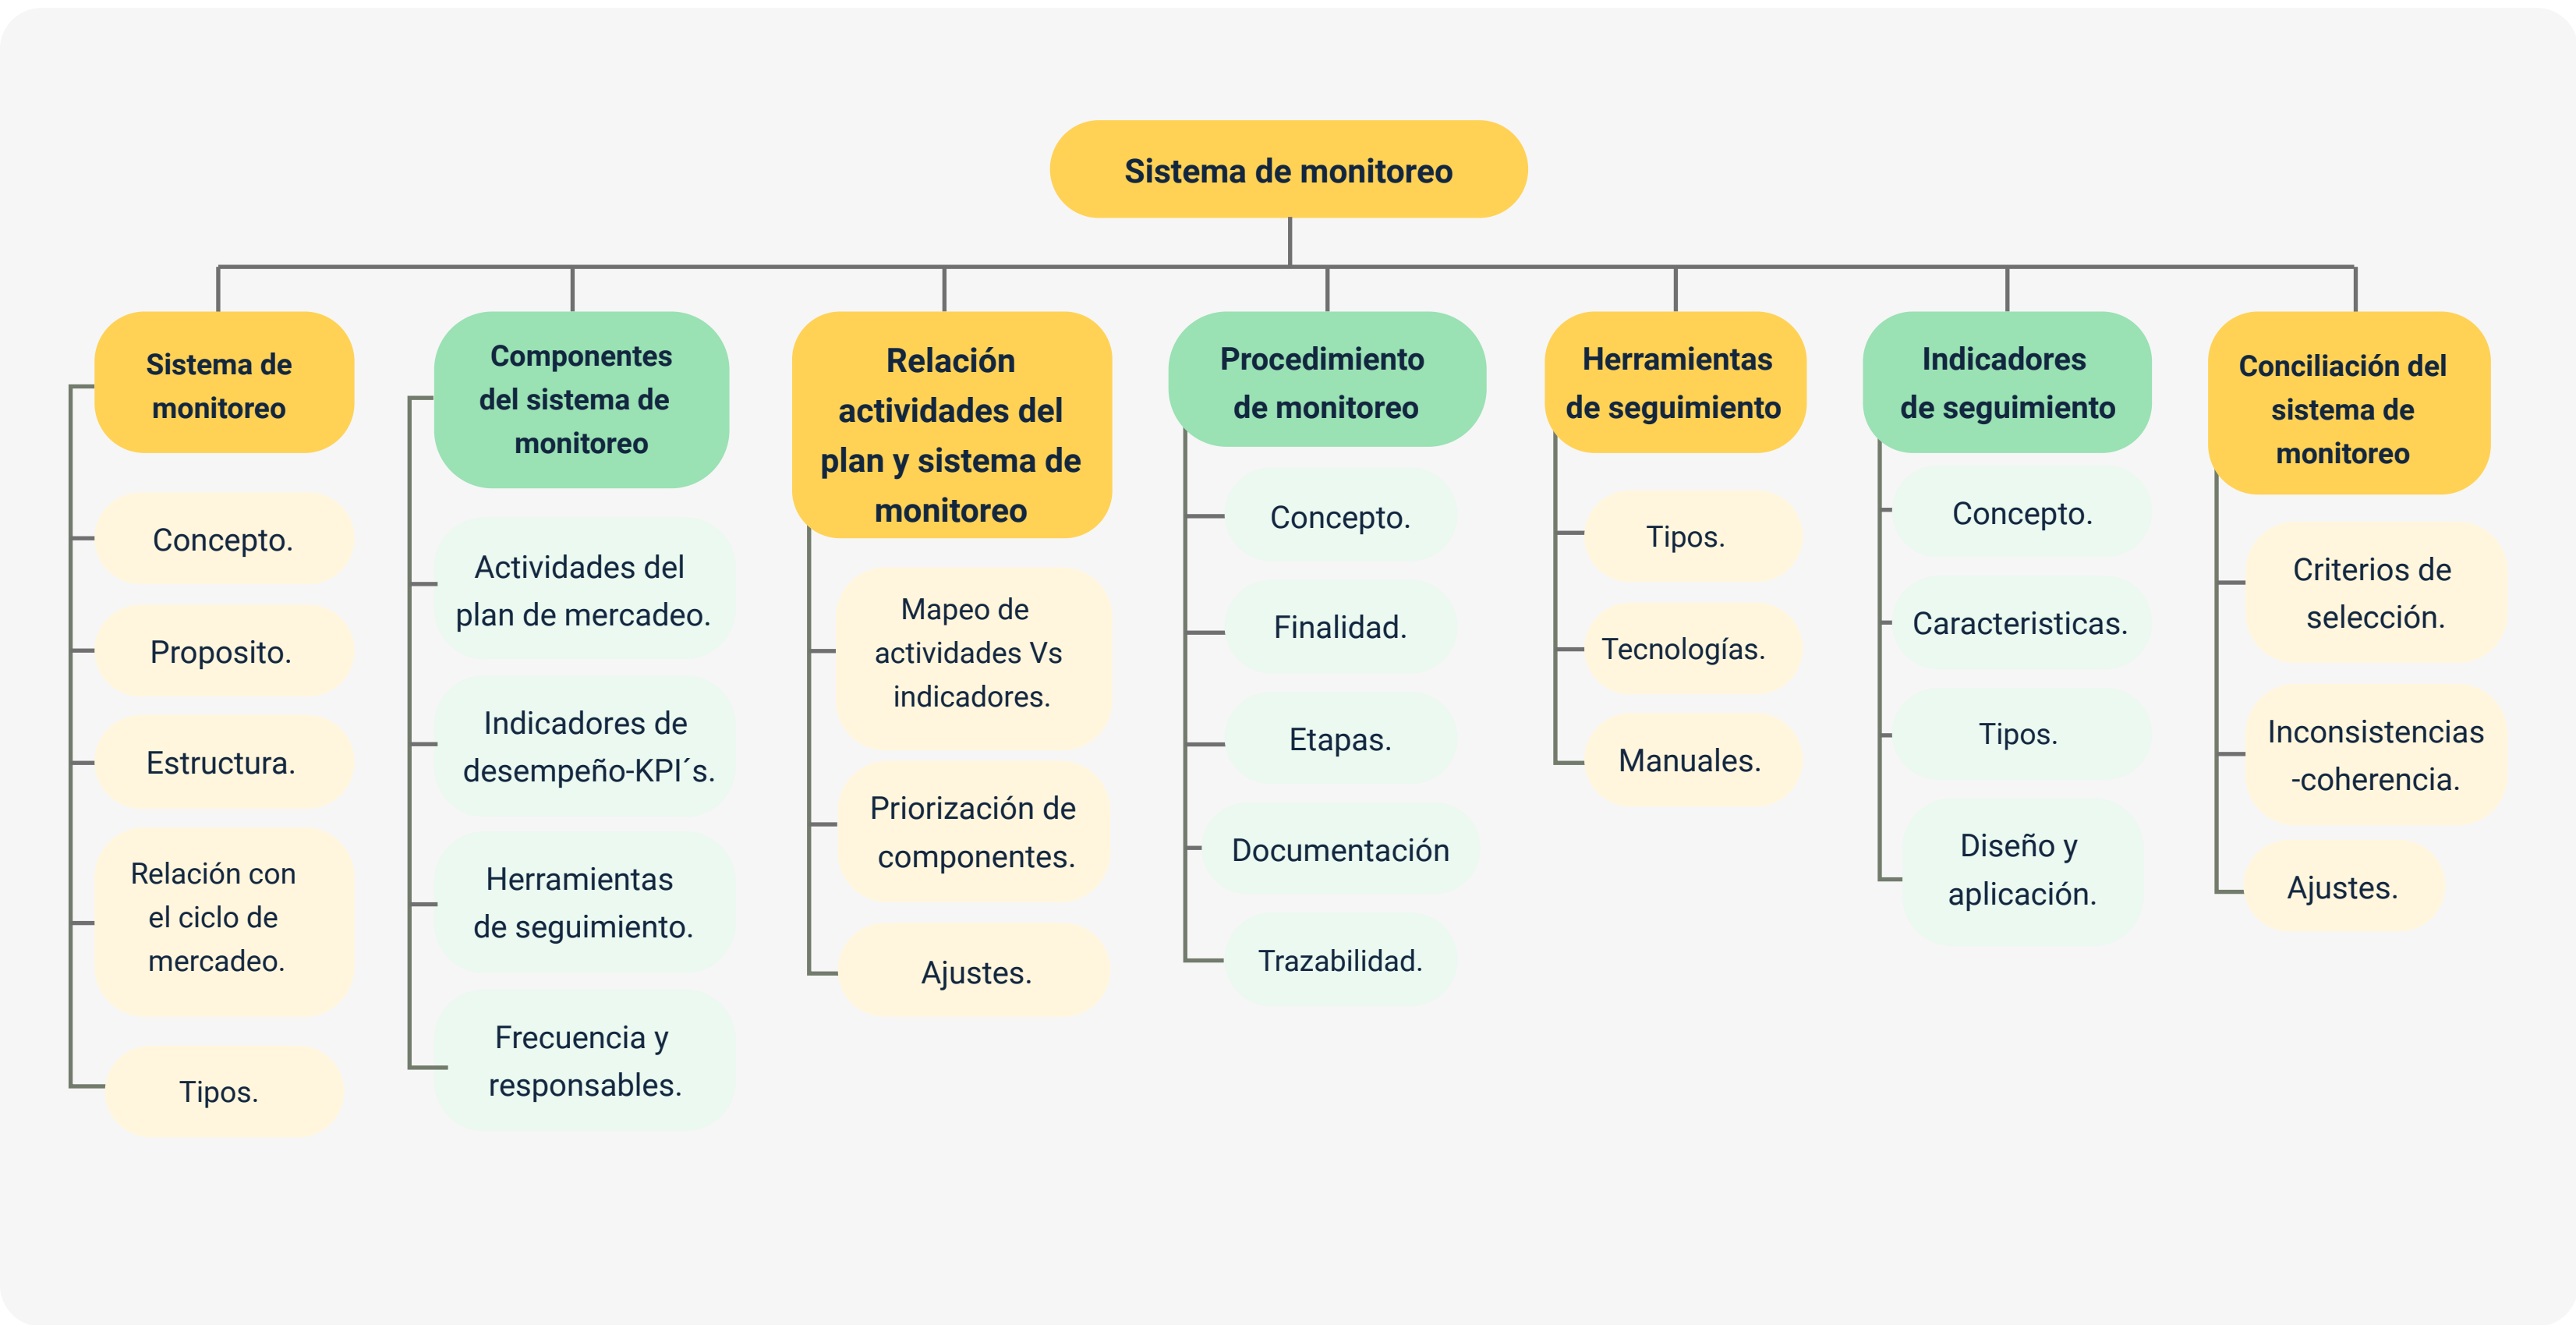 Sistema de monitoreo
Sistema de
monitoreo
Concepto.
Proposito.
Estructura.
Relación con
el ciclo de
mercadeo.
Tipos.
Componentes
del sistema de
monitoreo
Actividades del
plan de mercadeo.
Indicadores de
desempeño-KPI´s.
Herramientas
de seguimiento.
Frecuencia y
responsables.
Relación
actividades del
plan y sistema de
monitoreo
Mapeo de
actividades Vs
indicadores.
Priorización de
componentes.
Ajustes.
Procedimiento
de monitoreo
Concepto.
Finalidad.
Etapas.
Documentación
Trazabilidad.
Herramientas
de seguimiento
Tipos.
Tecnologías.
Manuales.
Indicadores
de seguimiento
Concepto.
Caracteristicas.
Tipos.
Diseño y
aplicación.
Conciliación del
sistema de
monitoreo
Criterios de
selección.
Inconsistencias
-coherencia.
Ajustes.